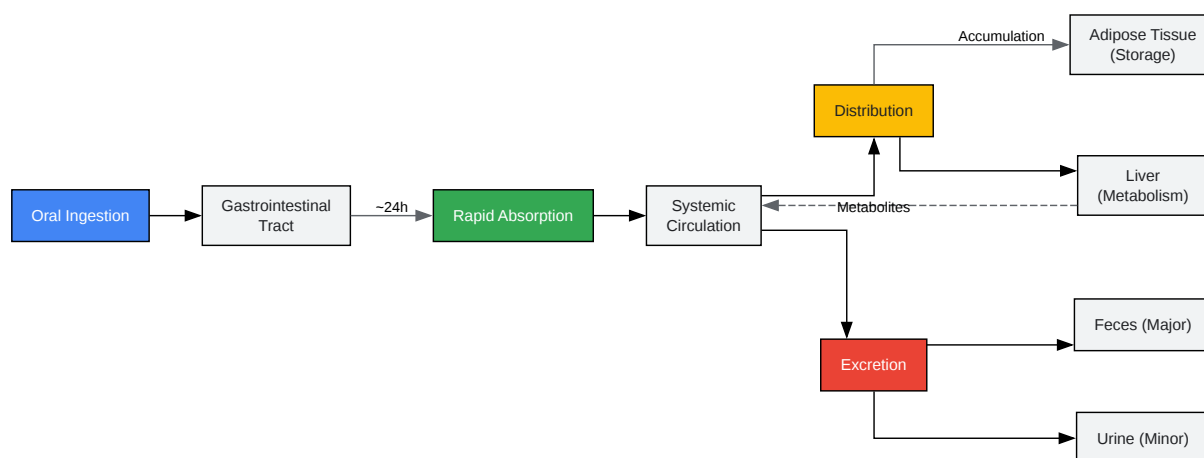 Oral Ingestion
Gastrointestinal
Tract
~24h
Rapid Absorption
Systemic
Circulation
Distribution
Accumulation
Adipose Tissue
(Storage)
Liver
(Metabolism)
Metabolites
Excretion
Feces (Major)
Urine (Minor)